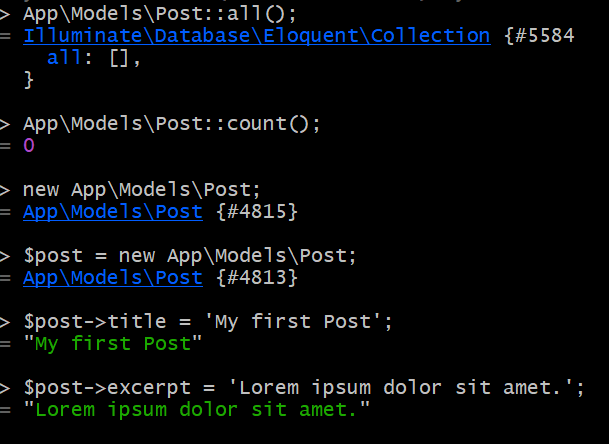 > App\Models\Post::all();
= Illuminate\Database\Eloquent\Collection {#5584
    all: [],
  }
> App\Models\Post::count();
= 0
> new App\Models\Post;
= App\Models\Post {#4815}
> $post = new App\Models\Post;
= App\Models\Post {#4813}
> $post->title = 'My first Post';
= "My first Post"
> $post->excerpt = 'Lorem ipsum dolor sit amet.';
= "Lorem ipsum dolor sit amet."